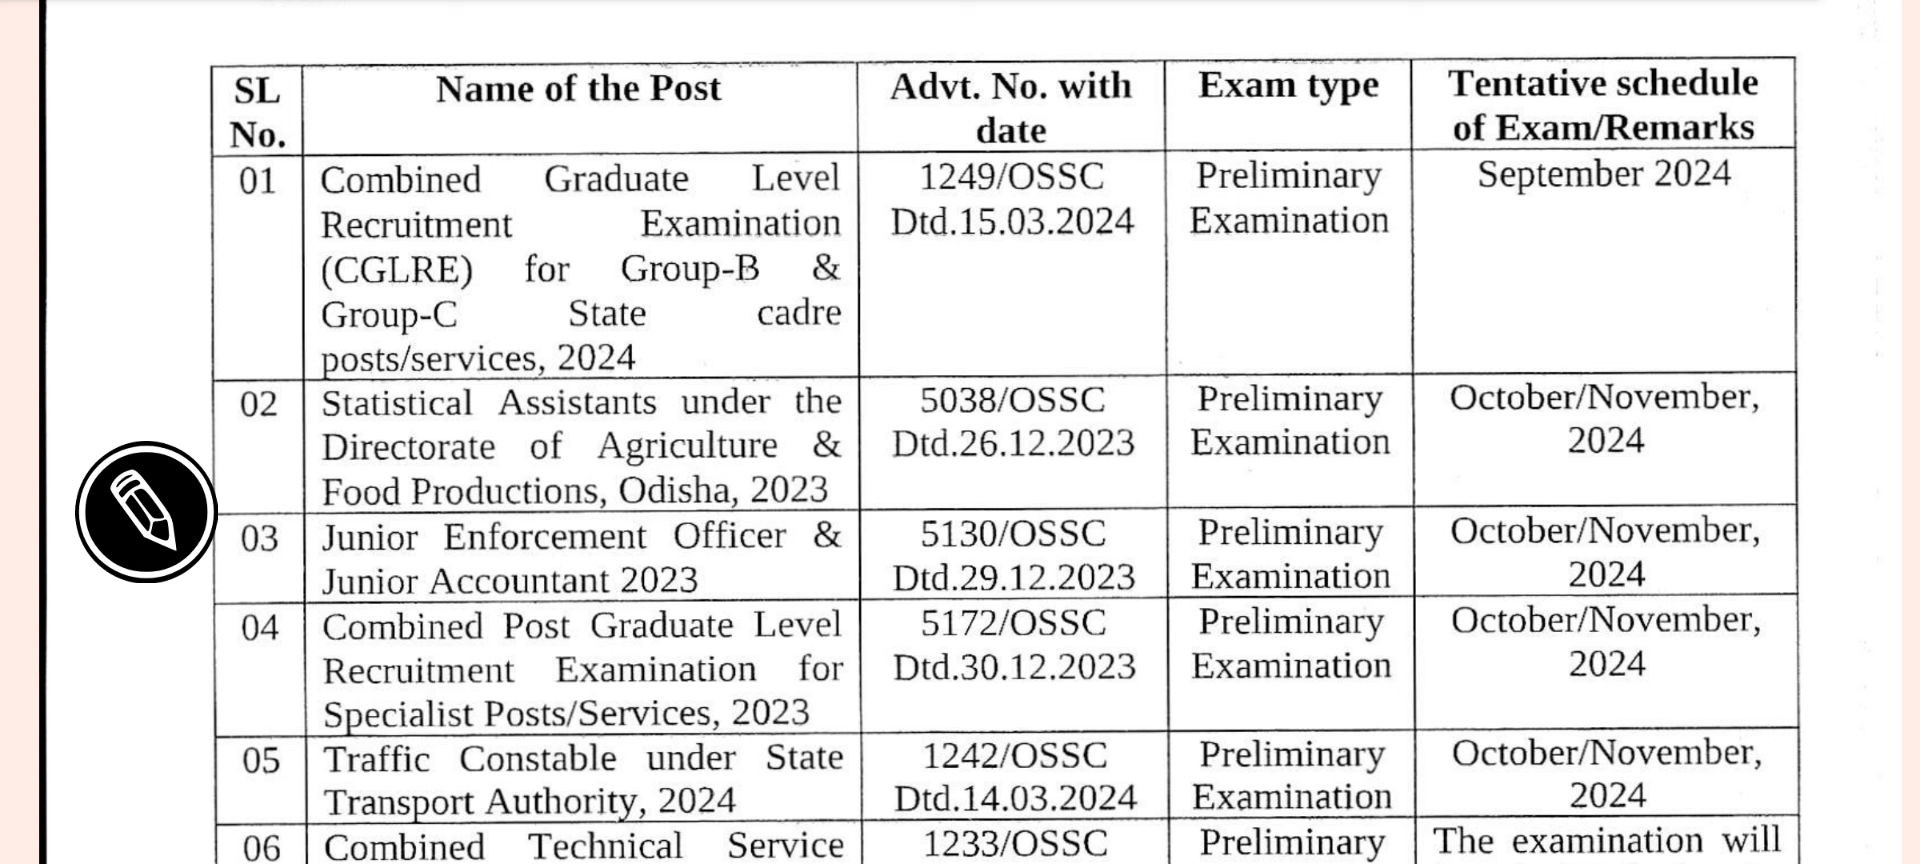 SL No.
Name of the Post
Advt. No. with date
Exam type
Tentative schedule of Exam/Remarks
01
Combined Graduate Level
Recruitment Examination
(CGLRE) for Group-B &
Group-C State cadre
posts/services, 2024
1249/OSSC
Dtd.15.03.2024
Preliminary
Examination
September 2024
02
Statistical Assistants under the
Directorate of Agriculture &
Food Productions, Odisha, 2023
5038/OSSC
Dtd.26.12.2023
Preliminary
Examination
October/November,
2024
03
Junior Enforcement Officer &
Junior Accountant 2023
5130/OSSC
Dtd.29.12.2023
Preliminary
Examination
October/November,
2024
04
Combined Post Graduate Level
Recruitment Examination for
Specialist Posts/Services, 2023
5172/OSSC
Dtd.30.12.2023
Preliminary
Examination
October/November,
2024
05
Traffic Constable under State
Transport Authority, 2024
1242/OSSC
Dtd.14.03.2024
Preliminary
Examination
October/November,
2024
06
Combined Technical Service
1233/OSSC
Preliminary
The examination will